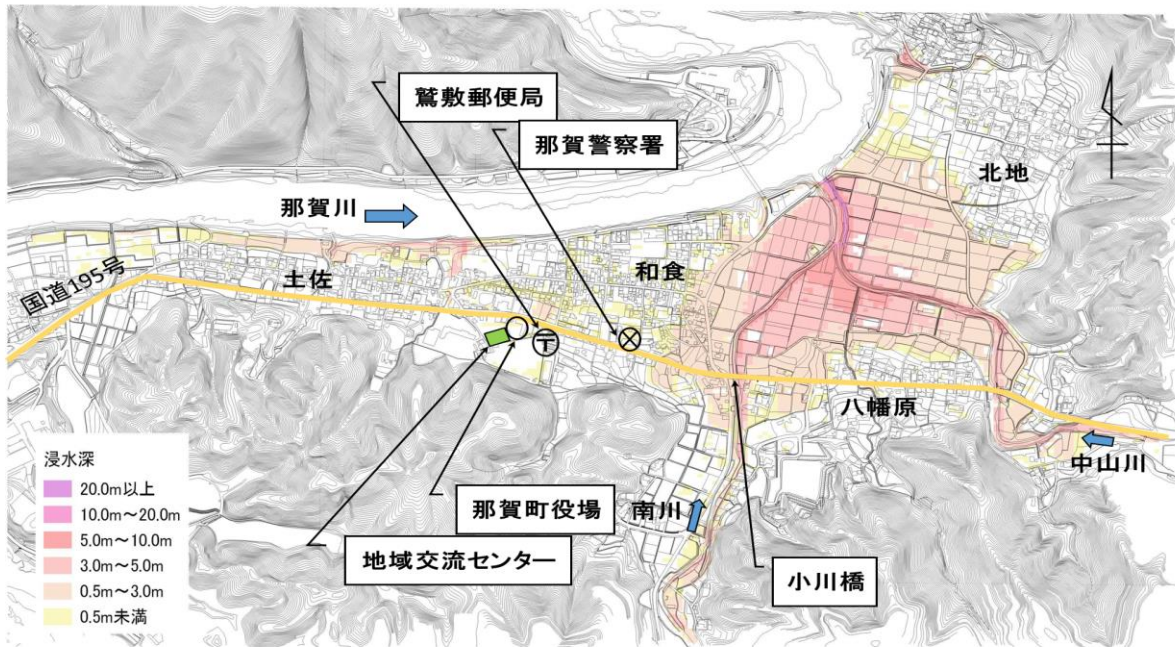 鷲敷郵便局
那賀警察署
北地
那賀川
和食
国道195号
土佐
八幡原
中山川
浸水深
20.0m以上
10.0m～20.0m
5.0m～10.0m
3.0m～5.0m
0.5m～3.0m
0.5m未満
那賀町役場
南川
地域交流センター
小川橋